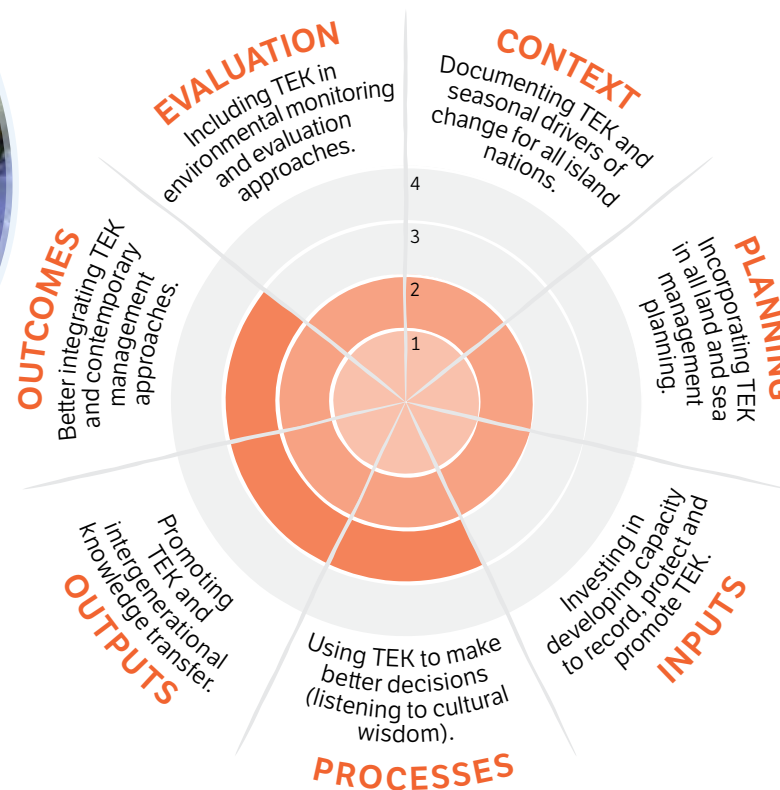 EVALUATION
Including TEK in
environmental monitoring
and evaluation
approaches.
CONTEXT
Documenting TEK and
seasonal drivers of
change for all island
nations.
PLANNING
Incorporating TEK
in all land and sea
management
planning.
INPUTS
Investing in
developing capacity
to record, protect and
promote TEK.
PROCESSES
Using TEK to make
better decisions
(listening to cultural
wisdom).
OUTPUTS
Promoting
TEK and
intergenerational
knowledge transfer.
OUTCOMES
Better integrating TEK
and contemporary
management
approaches.
4
3
2
1